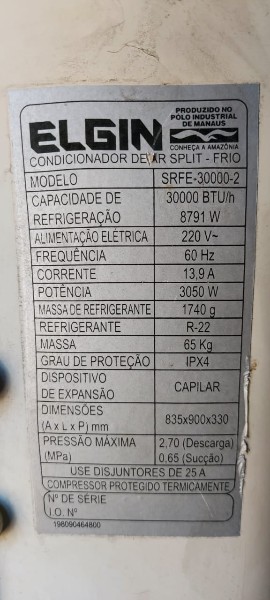 ELGIN
PRODUZIDO NO
PÓLO INDUSTRIAL
DE MANAUS
CONHEÇA A AMAZÔNIA
CONDICIONADOR DE AR SPLIT - FRIO
MODELO SRFE-30000-2
CAPACIDADE DE REFRIGERAÇÃO 30000 BTU/h
8791 W
ALIMENTAÇÃO ELÉTRICA 220 V~
FREQUÊNCIA 60 Hz
CORRENTE 13,9 A
POTÊNCIA 3050 W
MASSA DE REFRIGERANTE 1740 g
REFRIGERANTE R-22
MASSA 65 Kg
GRAU DE PROTEÇÃO IPX4
DISPOSITIVO
DE EXPANSÃO CAPILAR
DIMENSÕES
(A x L x P) mm 835x900x330
PRESSÃO MÁXIMA 2,70 (Descarga)
(MPa) 0,65 (Sucção)
USE DISJUNTORES DE 25 A
COMPRESSOR PROTEGIDO TERMICAMENTE
Nº DE SÉRIE
I.O. Nº
198090464800